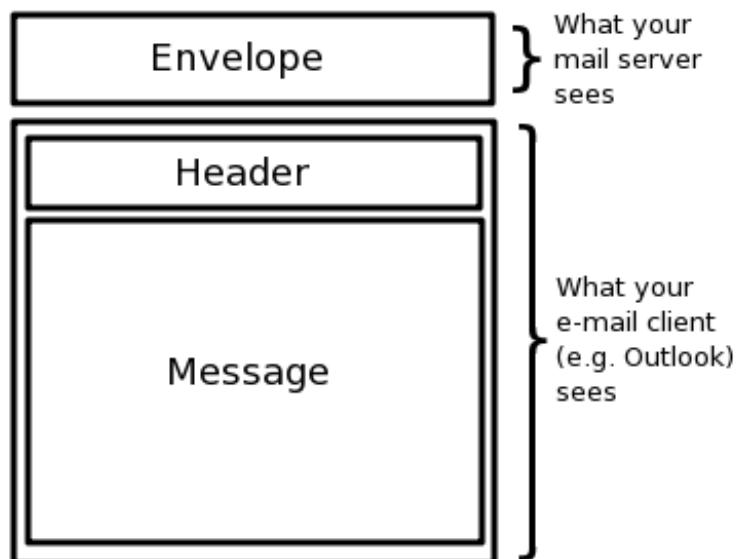 Envelope
What your
mail server
sees
Header
Message
What your
e-mail client
(e.g. Outlook)
sees